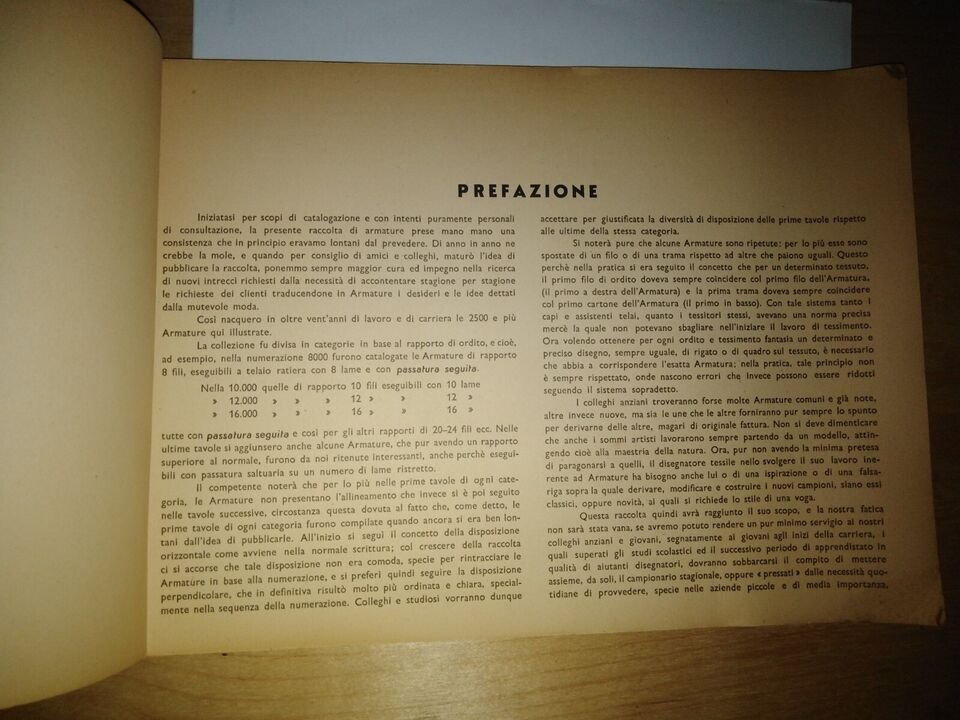 PREFAZIONE
Iniziatasi per scopi di catalogazione e con intenti puramente personali
di consultazione, la presente raccolta di armature prese mano mano una
consistenza che in principio eravamo lontani dal prevedere. Di anno in anno ne
crebbe la mole, e quando per consiglio di amici e colleghi, maturò l'idea di
pubblicare la raccolta, ponemmo sempre maggior cura ed impegno nella ricerca
di nuovi intrecci richiesti dalla necessità di accontentare stagione per stagione
le richieste dei clienti traducendone in Armature i desideri e le idee dettati
dalla mutevole moda.
Così nacquero in oltre vent'anni di lavoro e di carriera le 2500 e più
Armature qui illustrate.
La collezione fu divisa in categorie in base al rapporto di ordito, e cioè,
ad esempio, nella numerazione 8000 furono catalogate le Armature di rapporto
8 fili, eseguibili a telaio ratiera con 8 lame e con passatura seguita.
Nella 10.000 quelle di rapporto 10 fili eseguibili con 10 lame
» 12.000 » » » 12 » » 12 »
» 16.000 » » » 16 » » 16 »
tutte con passatura seguita e così per gli altri rapporti di 20-24 fili ecc. Nelle
ultime tavole si aggiunsero anche alcune Armature, che pur avendo un rapporto
superiore al normale, furono da noi ritenute interessanti, anche perchè esegui-
bili con passatura saltuaria su un numero di lame ristretto.
Il competente noterà che per lo più nelle prime tavole di ogni cate-
goria, le Armature non presentano l'allineamento che invece si è poi seguito
nelle tavole successive, circostanza questa dovuta al fatto che, come detto, le
prime tavole di ogni categoria furono compilate quando ancora si era ben lon-
tani dall'idea di pubblicarle. All'inizio si seguì il concetto della disposizione
orizzontale come avviene nella normale scrittura; col crescere della raccolta
ci si accorse che tale disposizione non era comoda, specie per rintracciare le
Armature in base alla numerazione, e si preferì quindi seguire la disposizione
perpendicolare, che in definitiva risultò molto più ordinata e chiara, special-
mente nella sequenza della numerazione. Colleghi e studiosi vorranno dunque
accettare per giustificata la diversità di disposizione delle prime tavole rispetto
alle ultime della stessa categoria.
Si noterà pure che alcune Armature sono ripetute: per lo più esse sono
spostate di un filo o di una trama rispetto ad altre che paiono uguali. Questo
perchè nella pratica si era seguito il concetto che per un determinato tessuto,
il primo filo di ordito doveva sempre coincidere col primo filo dell'Armatura,
(il primo a destra dell'Armatura) e la prima trama doveva sempre coincidere
col primo cartone dell'Armatura (il primo in basso). Con tale sistema tanto i
capi e assistenti telai, quanto i tessitori stessi, avevano una norma precisa
mercè la quale non potevano sbagliare nell'iniziare il lavoro di tessimento.
Ora volendo ottenere per ogni ordito e tessimento fantasia un determinato e
preciso disegno, sempre uguale, di rigato o di quadro sul tessuto, è necessario
che abbia a corrispondere l'esatta Armatura; nella pratica, tale principio non
è sempre rispettato, onde nascono errori che invece possono essere ridotti
seguendo il sistema sopradetto.
I colleghi anziani troveranno forse molte Armature comuni e già note,
altre invece nuove, ma sia le une che le altre forniranno pur sempre lo spunto
per derivarne delle altre, magari di originale fattura. Non si deve dimenticare
che anche i sommi artisti lavorarono sempre partendo da un modello, attin-
gendo cioè alla maestria della natura. Ora, pur non avendo la minima pretesa
di paragonarsi a quelli, il disegnatore tessile nello svolgere il suo lavoro ine-
rente ad Armature ha bisogno anche lui o di una ispirazione o di una falsa-
riga sopra la quale derivare, modificare e costruire i nuovi campioni, siano essi
classici, oppure novità, ai quali si richiede lo stile di una voga.
Questa raccolta quindi avrà raggiunto il suo scopo, e la nostra fatica
non sarà stata vana, se avremo potuto rendere un pur minimo servigio ai nostri
colleghi anziani e giovani, segnatamente ai giovani agli inizi della carriera, i
quali superati gli studi scolastici ed il successivo periodo di apprendistato in
qualità di aiutanti disegnatori, dovranno sobbarcarsi il compito di mettere
assieme, da soli, il campionario stagionale, oppure « pressati » dalle necessità quo-
tidiane di provvedere, specie nelle aziende piccole e di media importanza,